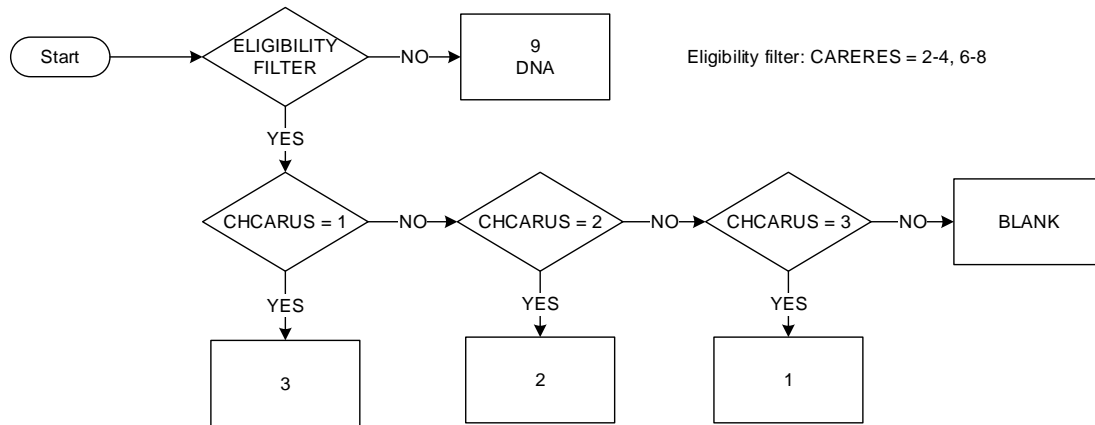 Start
ELIGIBILITY
FILTER
NO
9
DNA
Eligibility filter: CARERES = 2-4, 6-8
YES
CHCARUS = 1
NO
CHCARUS = 2
NO
CHCARUS = 3
NO
BLANK
YES
YES
YES
3
2
1